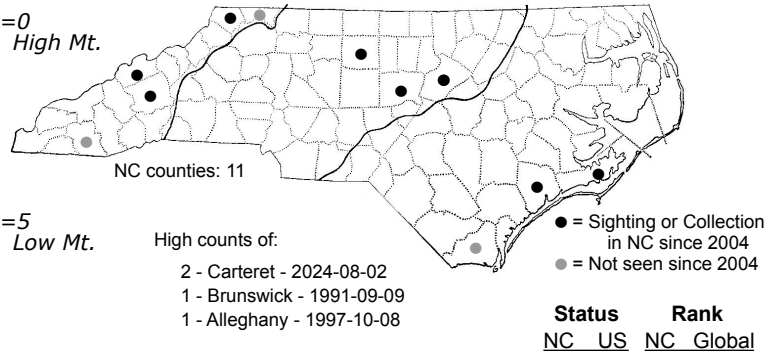 =0
High Mt.
NC counties: 11
=5
Low Mt.
High counts of:
2 - Carteret - 2024-08-02
1 - Brunswick - 1991-09-09
1 - Alleghany - 1997-10-08
= Sighting or Collection
in NC since 2004
= Not seen since 2004
Status Rank
NC US NC Global